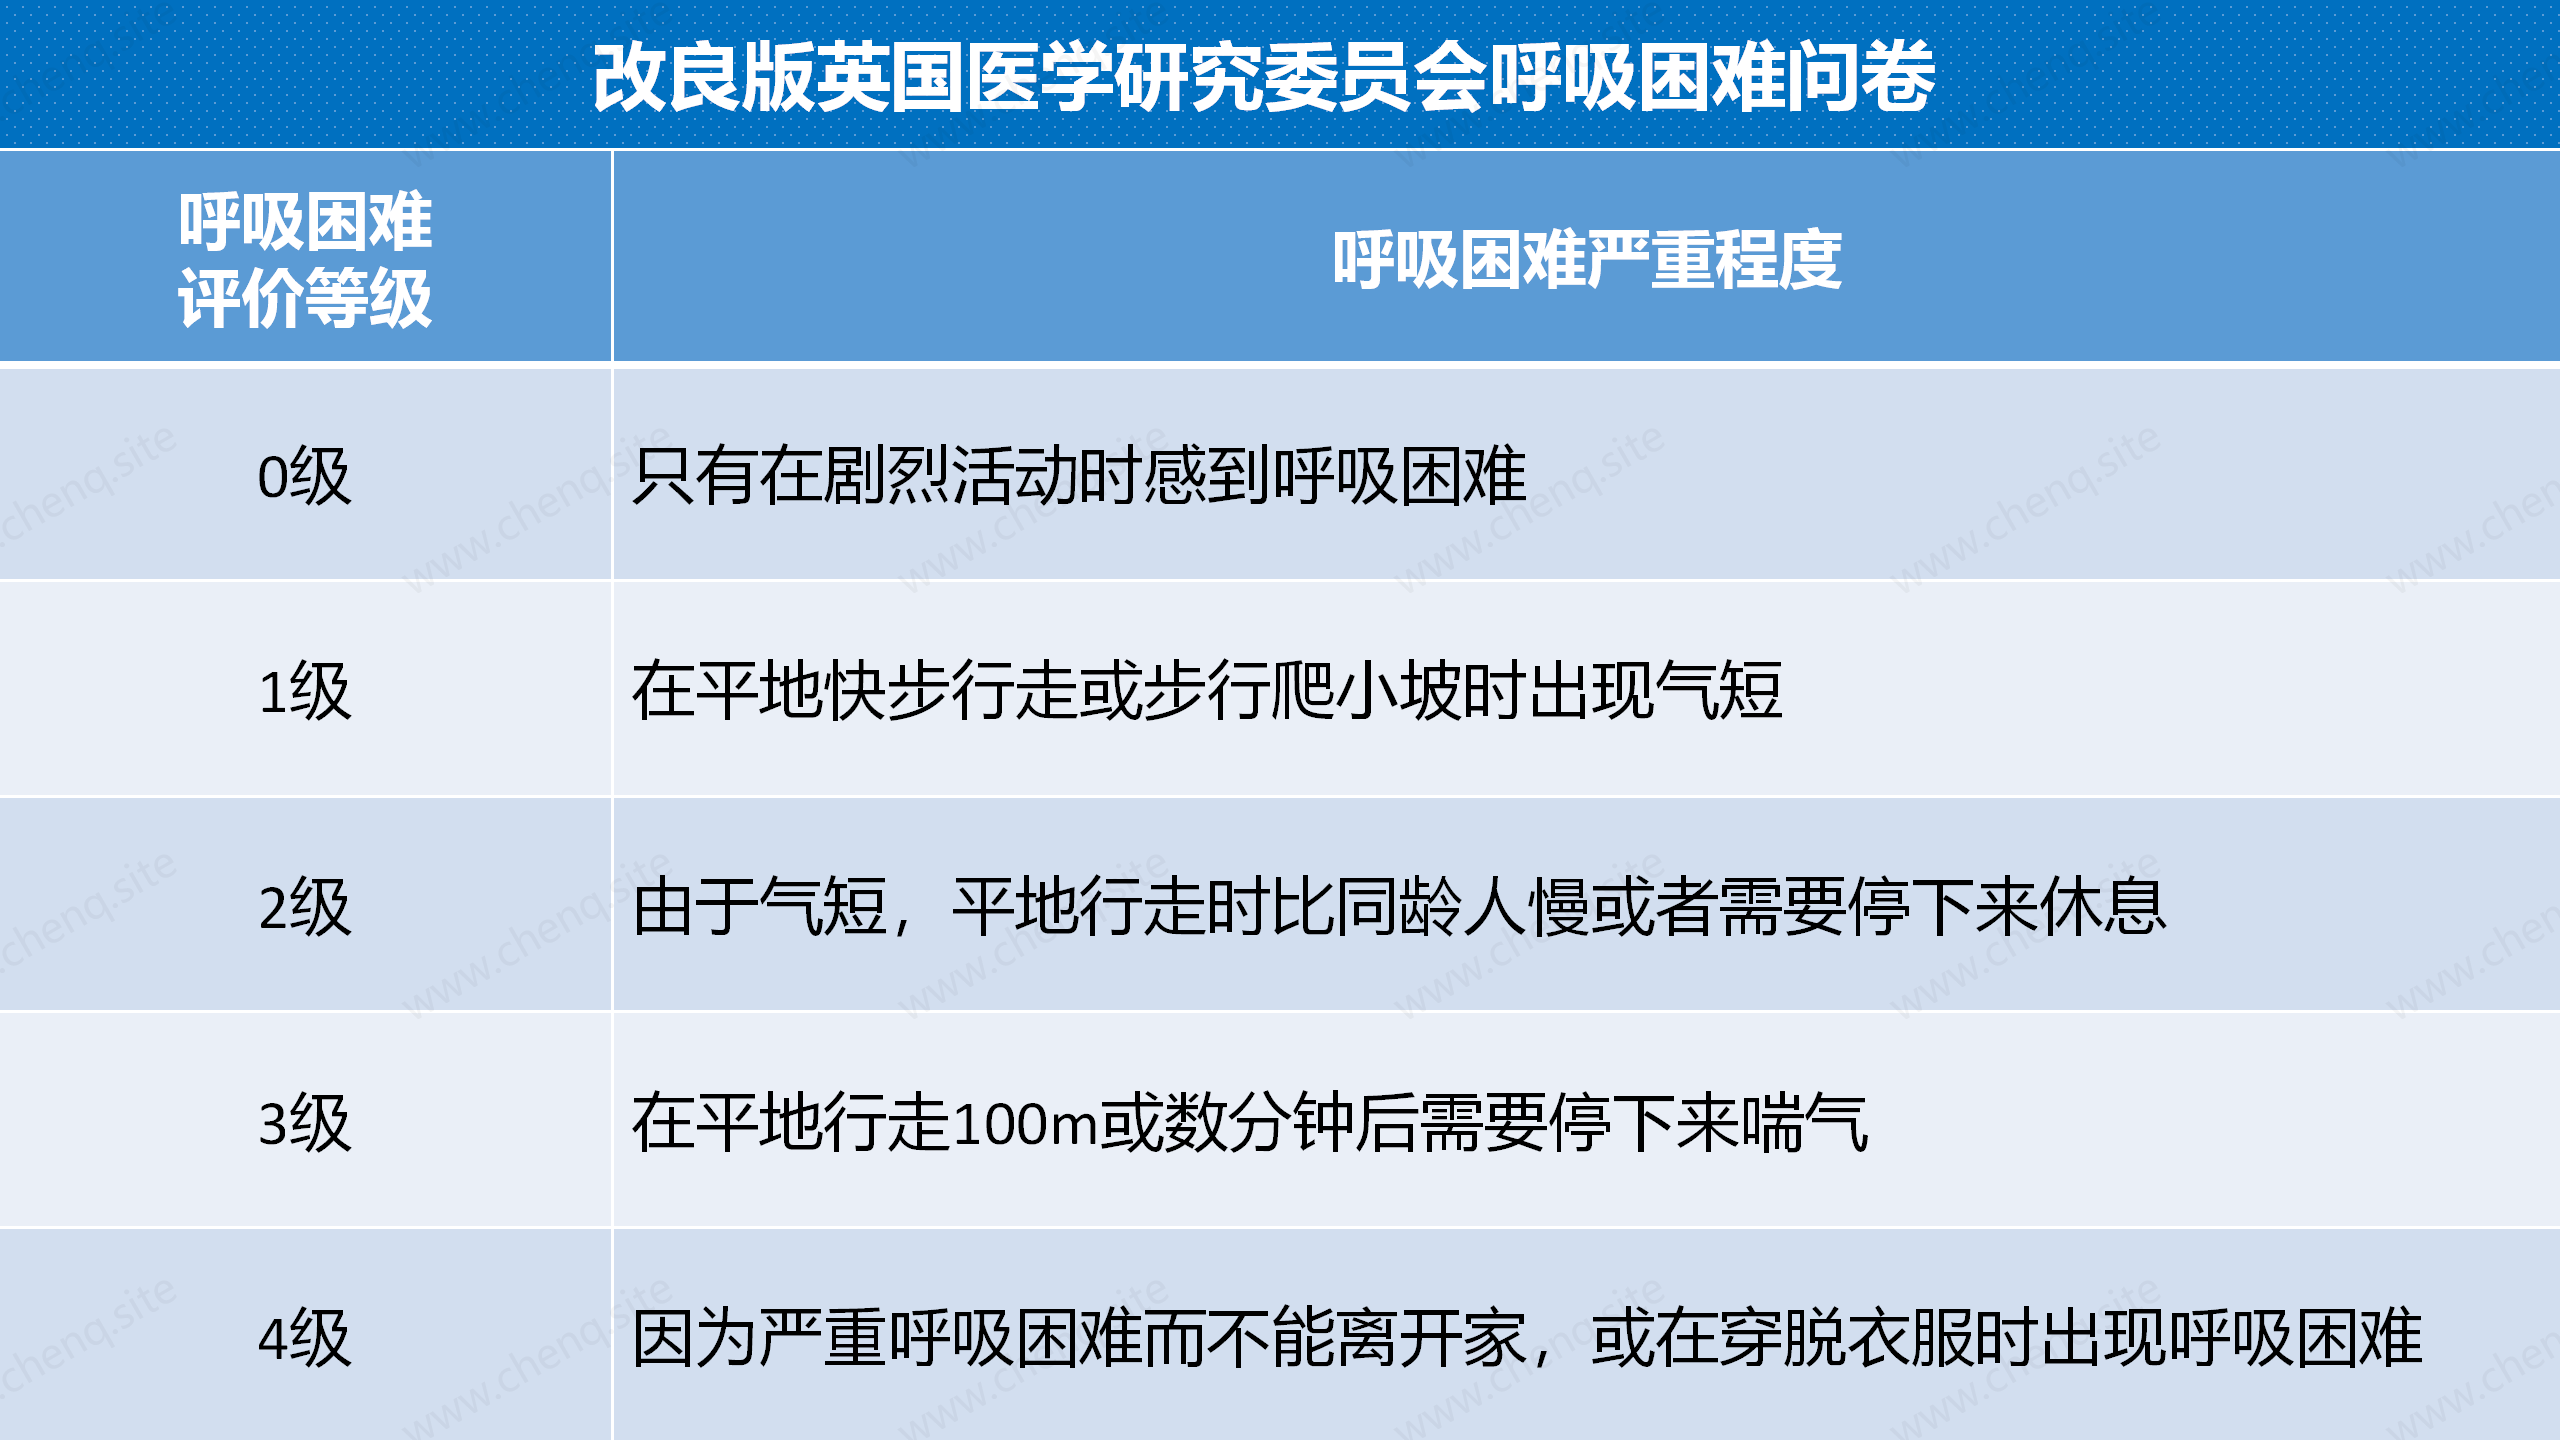 改良版英国医学研究委员会呼吸困难问卷
呼吸困难
评价等级
呼吸困难严重程度
0级
只有在剧烈活动时感到呼吸困难
1级
在平地快步行走或步行爬小坡时出现气短
2级
由于气短，平地行走时比同龄人慢或者需要停下来休息
3级
在平地行走100m或数分钟后需要停下来喘气
4级
因为严重呼吸困难而不能离开家，或在穿脱衣服时出现呼吸困难
www.chenq.site